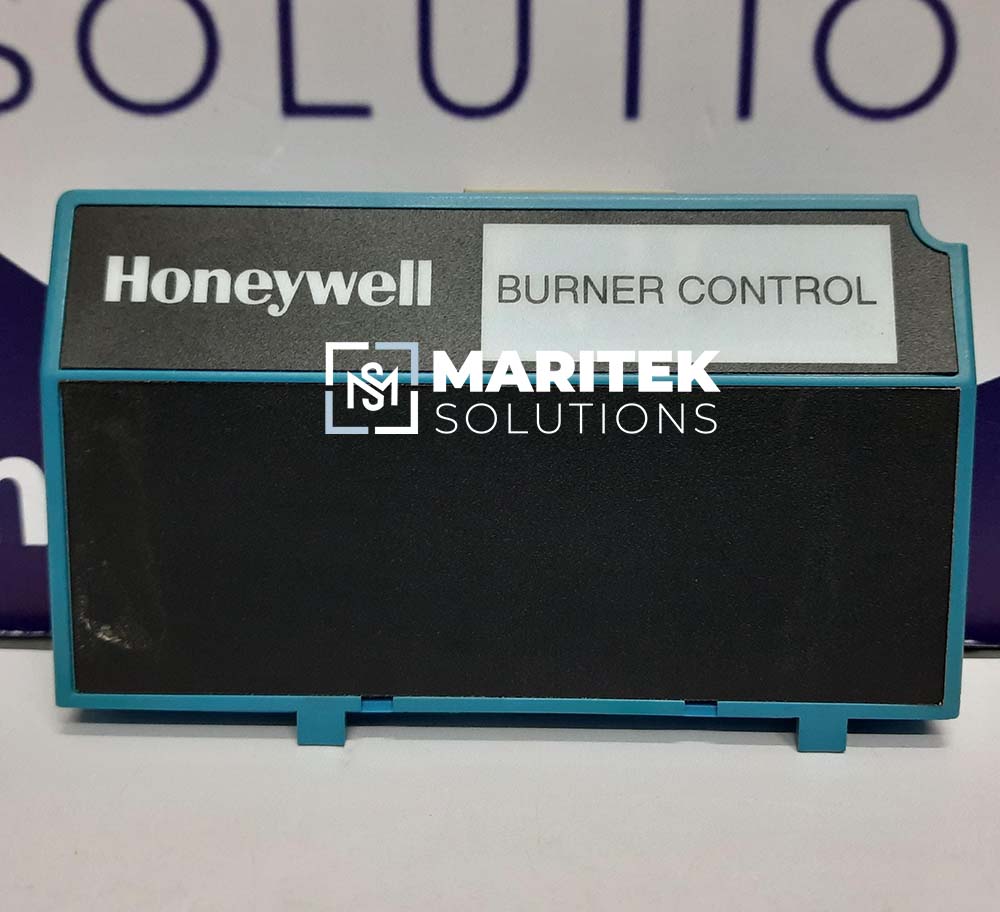 SOLUTIO
Honeywell
BURNER CONTROL
MARITEK
SOLUTIONS